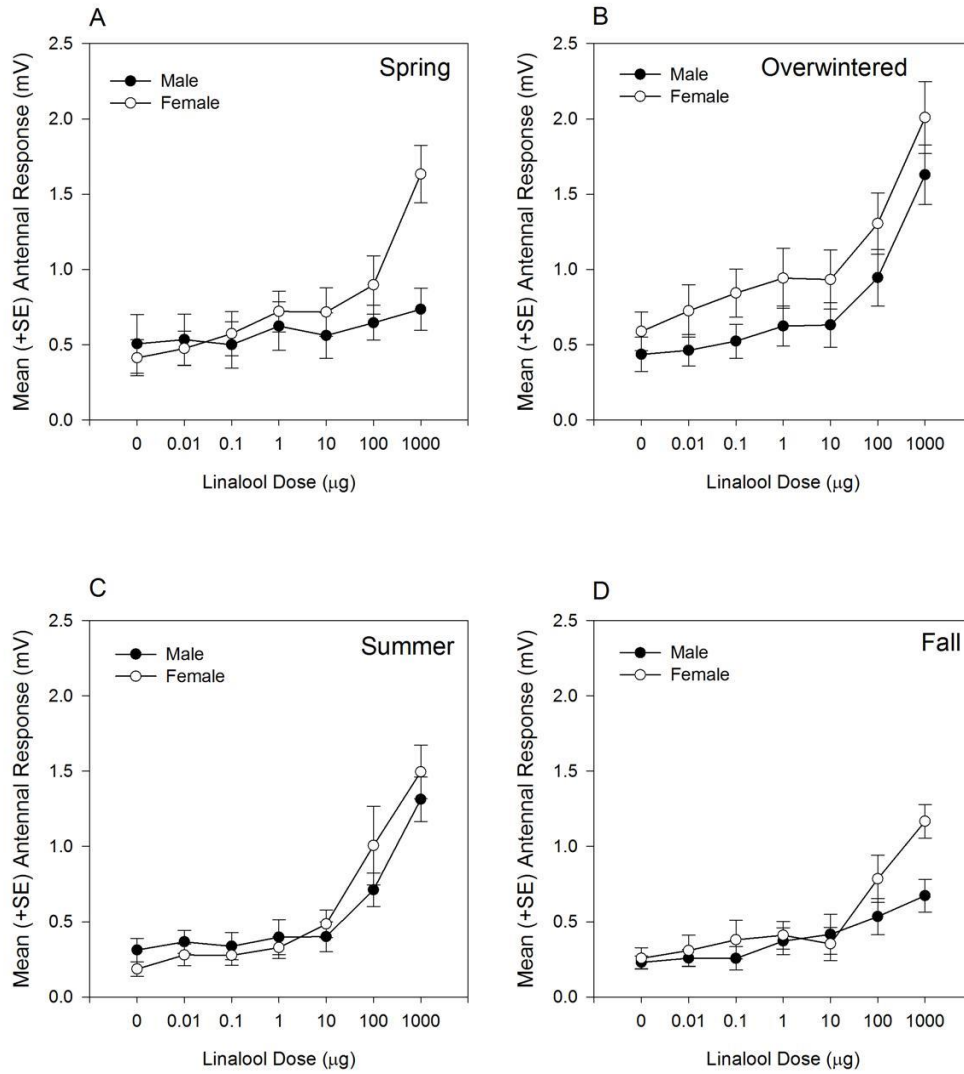 A
Spring
Male
Female
Mean (+SE) Antennal Response (mV)
2.5
2.0
1.5
1.0
0.5
0.0
0 0.01 0.1 1 10 100 1000
Linalool Dose (μg)
B
Overwintered
Male
Female
Mean (+SE) Antennal Response (mV)
2.5
2.0
1.5
1.0
0.5
0.0
0 0.01 0.1 1 10 100 1000
Linalool Dose (μg)
C
Summer
Male
Female
Mean (+SE) Antennal Response (mV)
2.5
2.0
1.5
1.0
0.5
0.0
0 0.01 0.1 1 10 100 1000
Linalool Dose (μg)
D
Fall
Male
Female
Mean (+SE) Antennal Response (mV)
2.5
2.0
1.5
1.0
0.5
0.0
0 0.01 0.1 1 10 100 1000
Linalool Dose (μg)